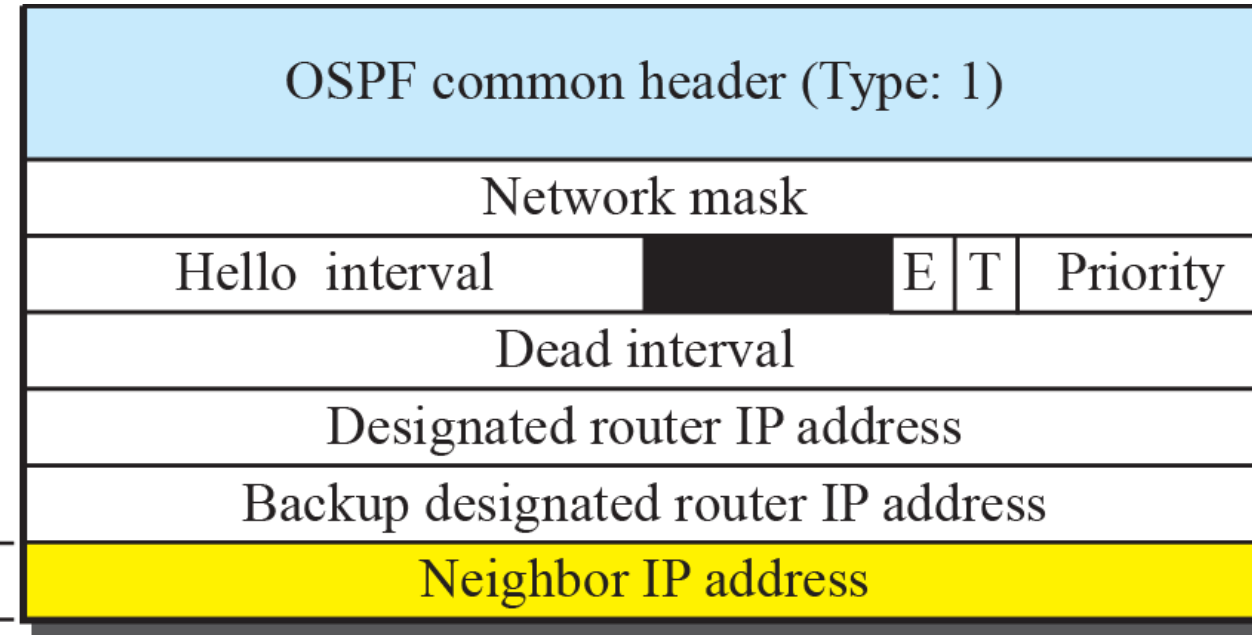 OSPF common header (Type: 1)
Network mask
Hello interval E T Priority
Dead interval
Designated router IP address
Backup designated router IP address
Neighbor IP address